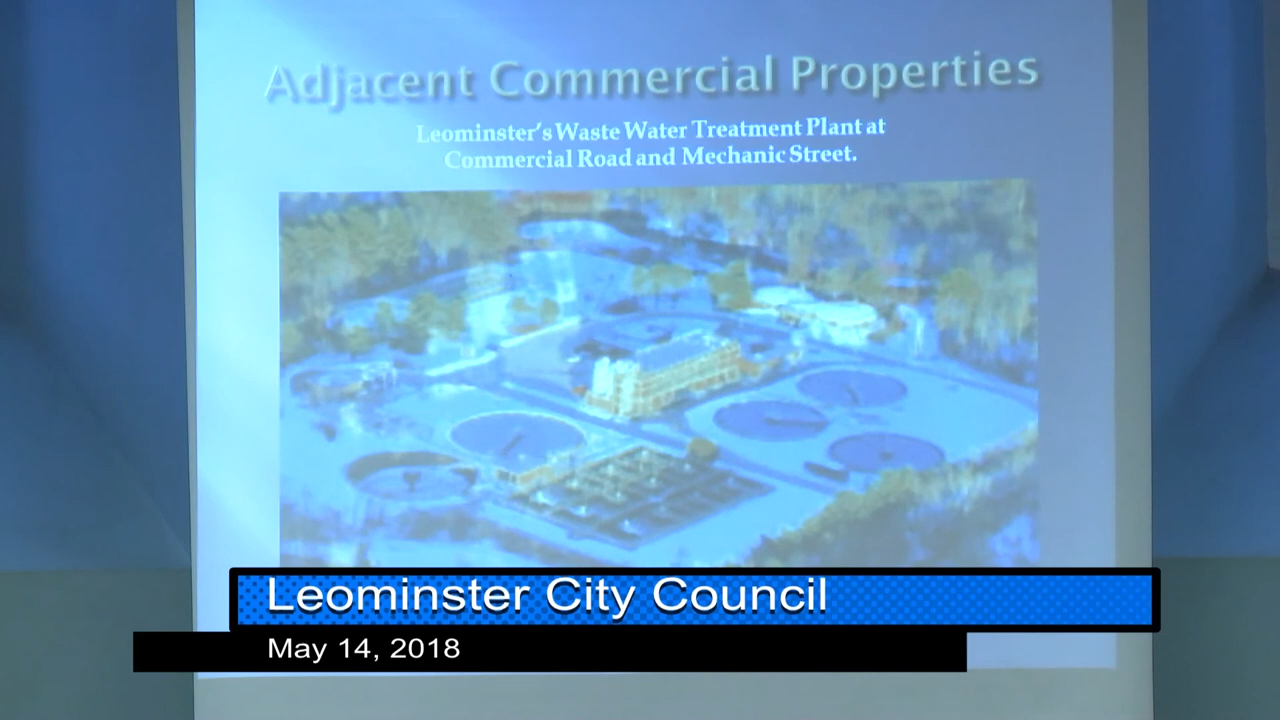 Adjacent Commercial Properties
Leominster's Waste Water Treatment Plant at
Commercial Road and Mechanic Street.
Leominster City Council
May 14, 2018